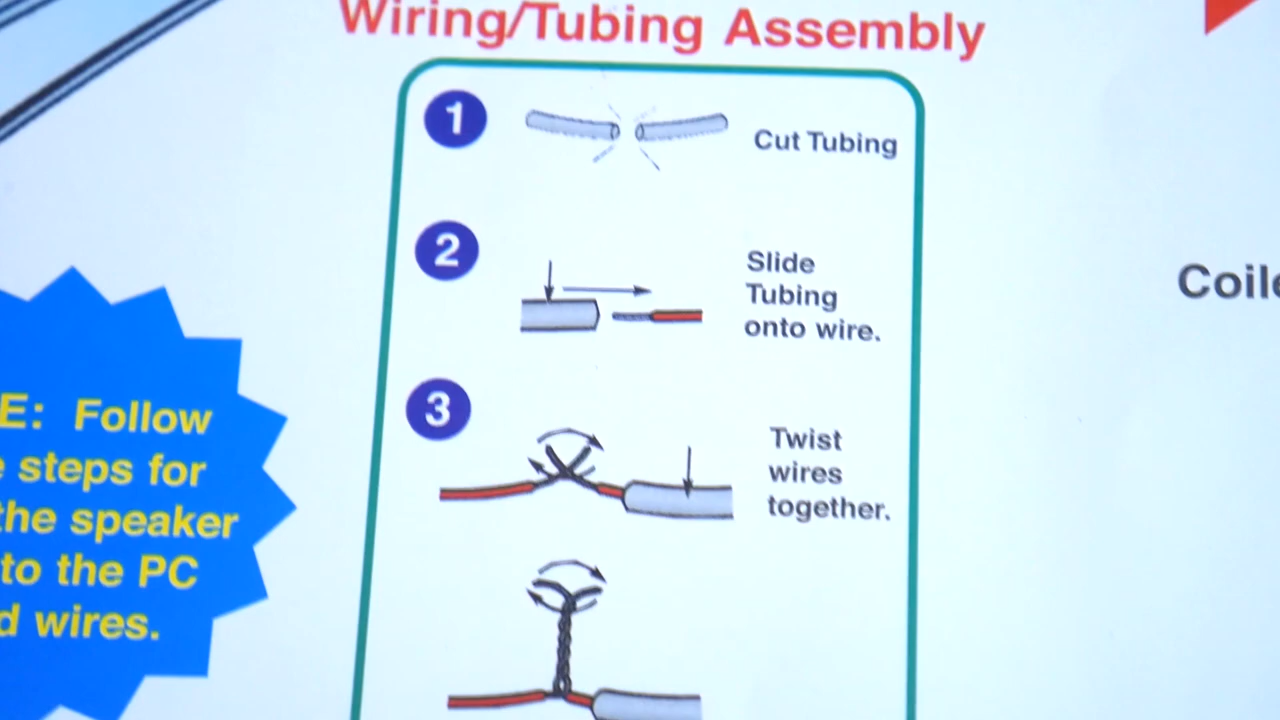 Wiring/Tubing Assembly
1
Cut Tubing
2
Slide
Tubing
onto wire.
3
Twist
wires
together.
E: Follow
steps for
the speaker
to the PC
wires.